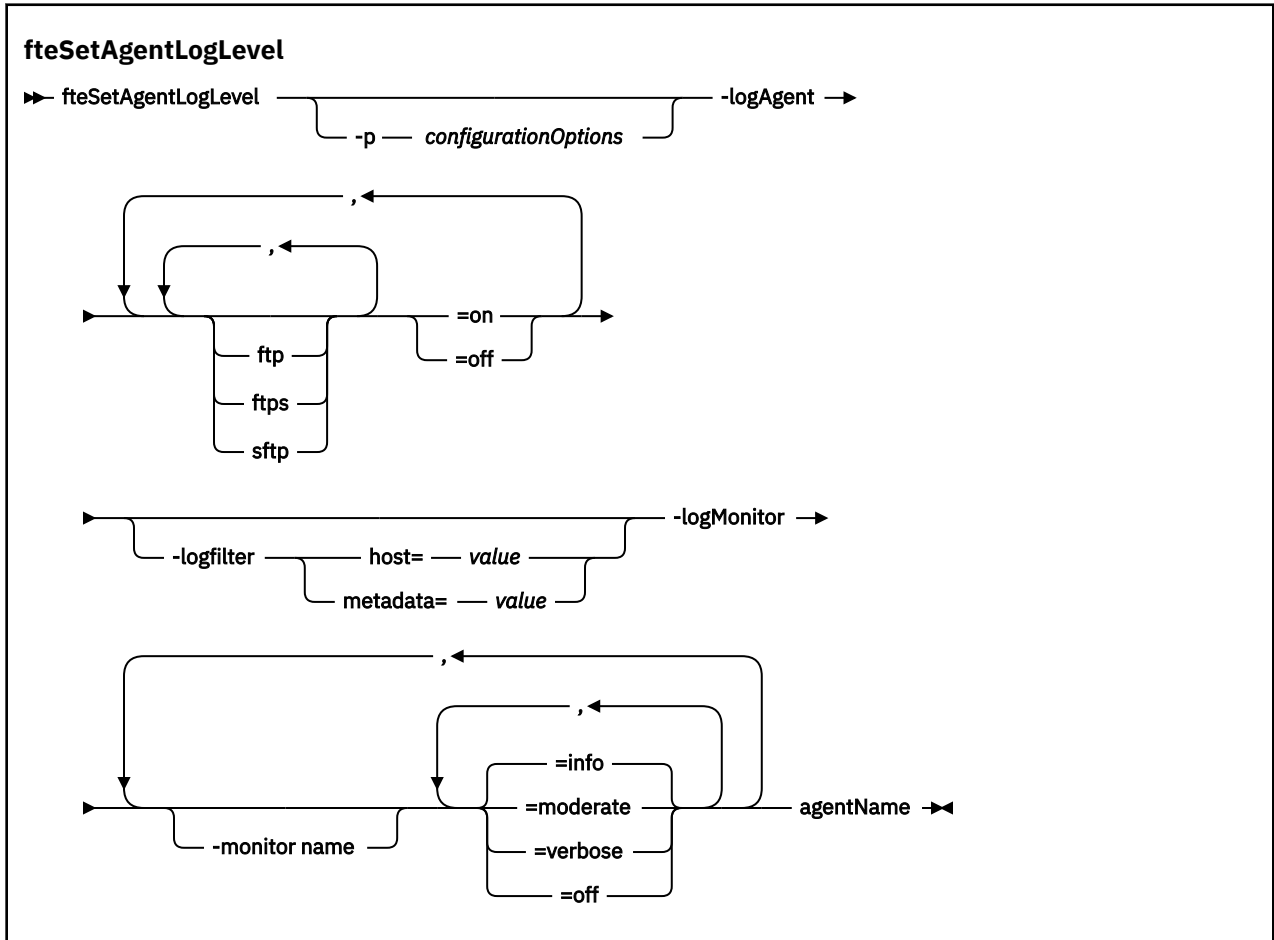 fteSetAgentLogLevel
fteSetAgentLogLevel -logAgent
-p configurationOptions
,
,
=on
ftp =off
ftps
sftp
-logMonitor
-logfilter host= value
metadata= value
,
,
=info
=moderate agentName
-monitor name =verbose
=off